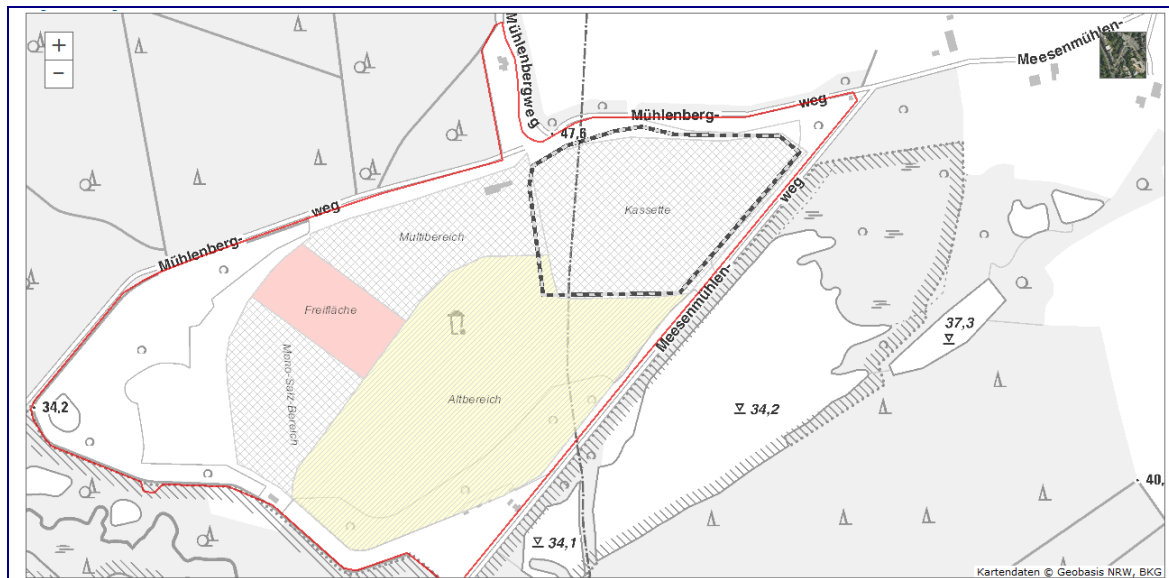 +
−
Mühlenbergweg
Meesenmühlen-
Mühlenberg-
weg
47,6
Kassette
weg
Mühlenberg-
weg
Multibereich
Freifläche
Meesenmühlen-
37,3
Mono-Salz-Bereich
Altbereich
34,2
34,2
40,
34,1
Kartendaten © Geobasis NRW, BKG